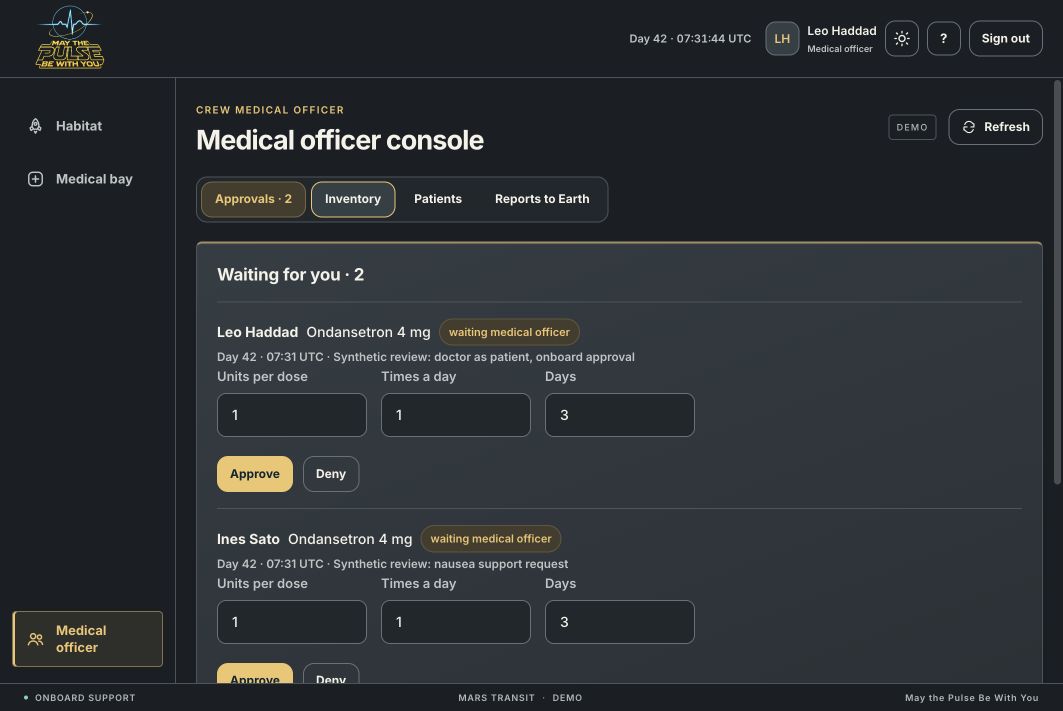 MAY THE
PULSE
BE WITH YOU
Day 42 · 07:31:44 UTC
LH
Leo Haddad
Medical officer
?
Sign out
Habitat
Medical bay
CREW MEDICAL OFFICER
Medical officer console
DEMO
Refresh
Approvals · 2
Inventory
Patients
Reports to Earth
Waiting for you · 2
Leo Haddad Ondansetron 4 mg waiting medical officer
Day 42 · 07:31 UTC · Synthetic review: doctor as patient, onboard approval
Units per dose Times a day Days
1 1 3
Approve Deny
Ines Sato Ondansetron 4 mg waiting medical officer
Day 42 · 07:31 UTC · Synthetic review: nausea support request
Units per dose Times a day Days
1 1 3
Approve Deny
Medical
officer
ONBOARD SUPPORT
MARS TRANSIT · DEMO
May the Pulse Be With You